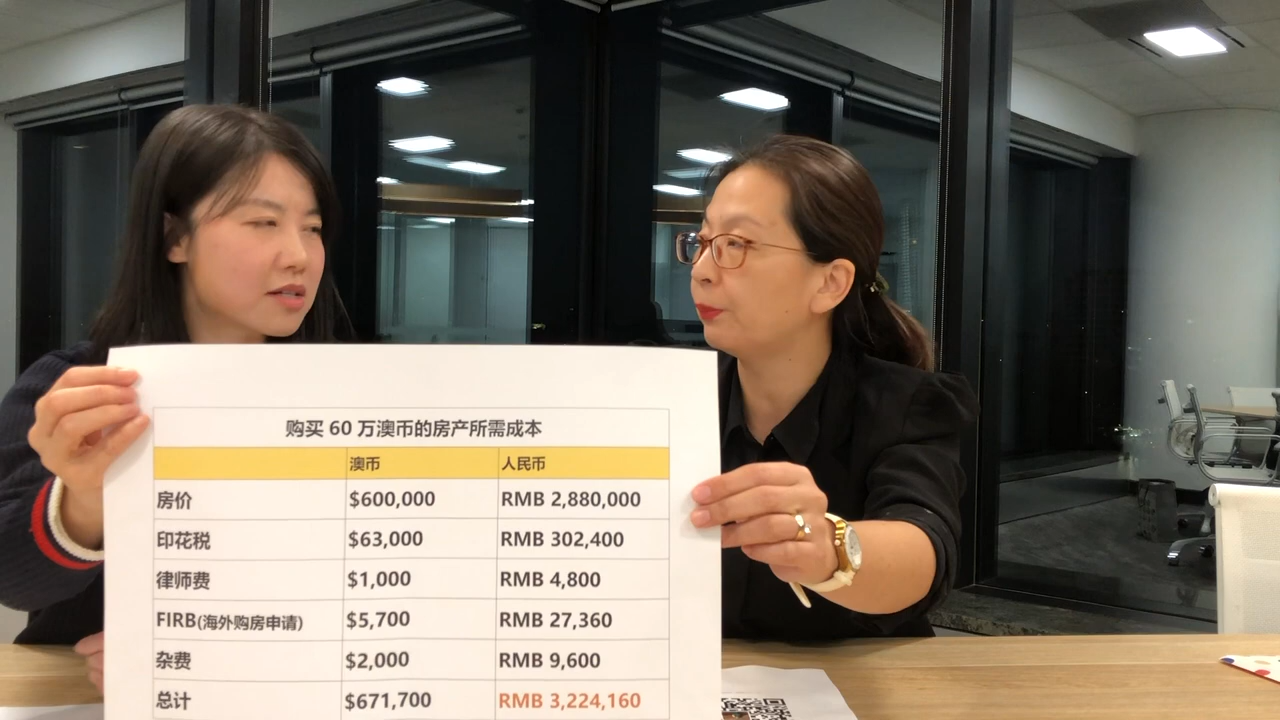 购买 60 万澳币的房产所需成本
澳币 人民币
房价 $600,000 RMB 2,880,000
印花税 $63,000 RMB 302,400
律师费 $1,000 RMB 4,800
FIRB(海外购房申请) $5,700 RMB 27,360
杂费 $2,000 RMB 9,600
总计 $671,700 RMB 3,224,160